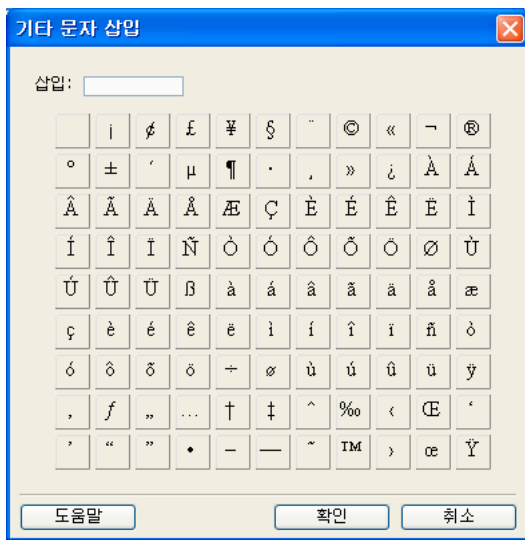 기타 문자 삽입
삽입:
¡ ¢ £ ¥ § ¨ © « ¬ ®
° ± ´ µ ¶ · ¸ » ¿ À Á
Â Ã Ä Å Æ Ç È É Ê Ë Ì
Í Î Ï Ñ Ò Ó Ô Õ Ö Ø Ù
Ú Û Ü ß à á â ã ä å æ
ç è é ê ë ì í î ï ñ ò
ó ô õ ö ÷ ø ù ú û ü ÿ
‚ ƒ „ … † ‡ ˆ ‰ ‹ Œ ‘
’ “ ” • – — ˜ ™ › œ Ÿ
도움말 확인 취소